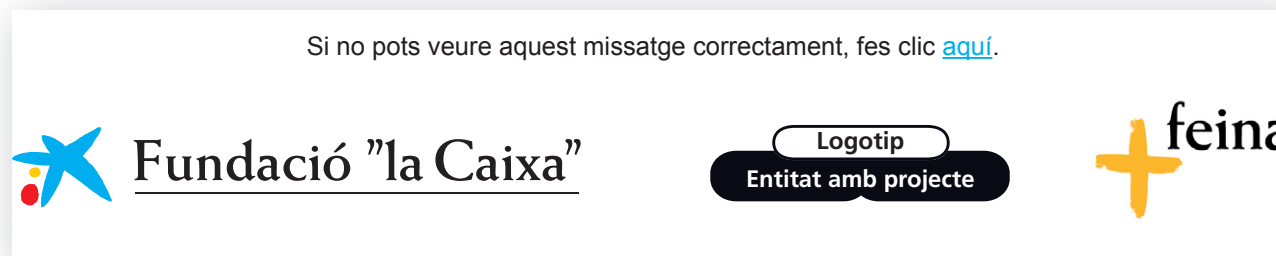 Si no pots veure aquest missatge correctament, fes clic aquí.
Fundació "la Caixa"
Logotip
Entitat amb projecte
feina